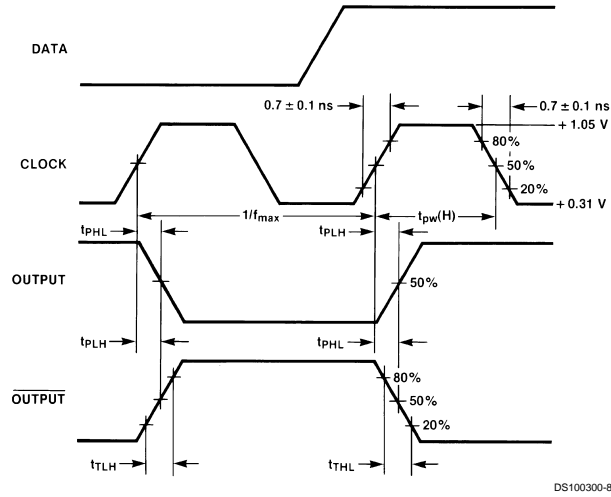 DATA
0.7 ± 0.1 ns
0.7 ± 0.1 ns
+ 1.05 V
CLOCK
80%
50%
20%
+ 0.31 V
1/fmax
tpw(H)
tPHL
tPLH
OUTPUT
50%
tPLH
tPHL
OUTPUT
80%
50%
20%
tTLH
tTHL
DS100300-8